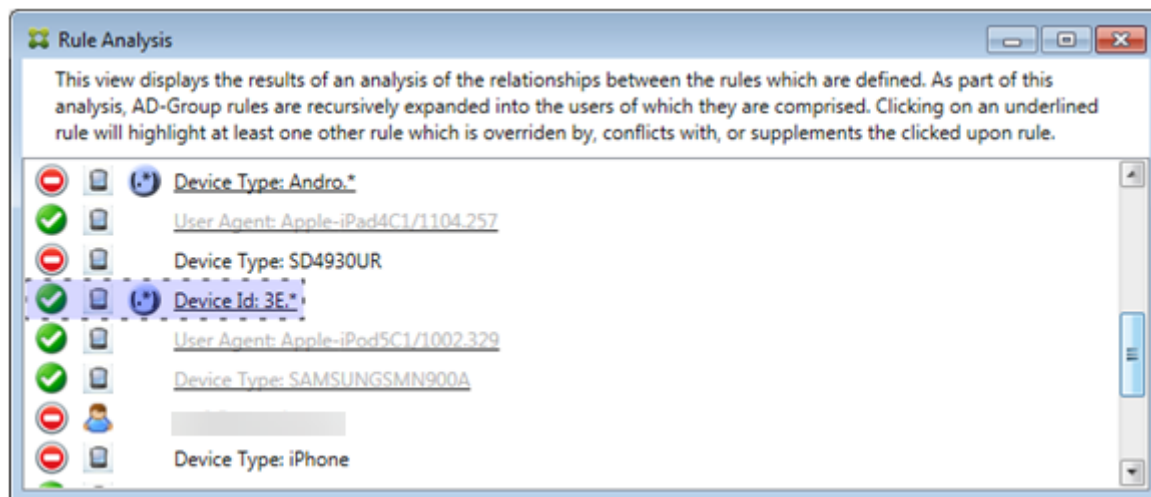 Rule Analysis
This view displays the results of an analysis of the relationships between the rules which are defined. As part of this
analysis, AD-Group rules are recursively expanded into the users of which they are comprised. Clicking on an underlined
rule will highlight at least one other rule which is overriden by, conflicts with, or supplements the clicked upon rule.
(.*) Device Type: Andro.*
User Agent: Apple-iPad4C1/1104.257
Device Type: SD4930UR
(.*) Device Id: 3E.*
User Agent: Apple-iPod5C1/1002.329
Device Type: SAMSUNGSMN900A
Device Type: iPhone